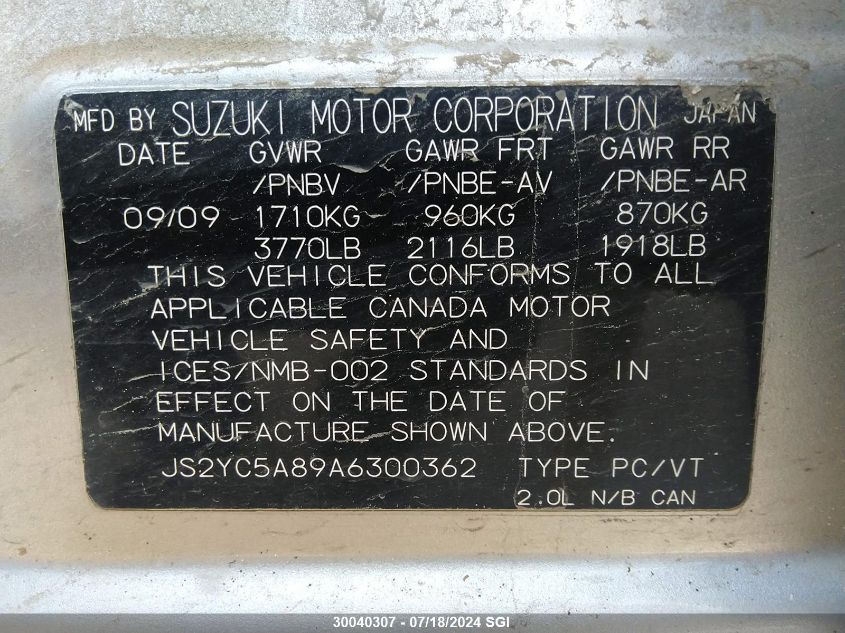 MFD BY SUZUKI MOTOR CORPORATION JAPAN
DATE GVWR GAWR FRT GAWR RR
/PNBV /PNBE-AV /PNBE-AR
09/09 1710KG 960KG 870KG
3770LB 2116LB 1918LB
THIS VEHICLE CONFORMS TO ALL
APPLICABLE CANADA MOTOR
VEHICLE SAFETY AND
ICES/NMB-002 STANDARDS IN
EFFECT ON THE DATE OF
MANUFACTURE SHOWN ABOVE.
JS2YC5A89A6300362 TYPE PC/VT
2.0L N/B CAN
30040307 - 07/18/2024 SGI